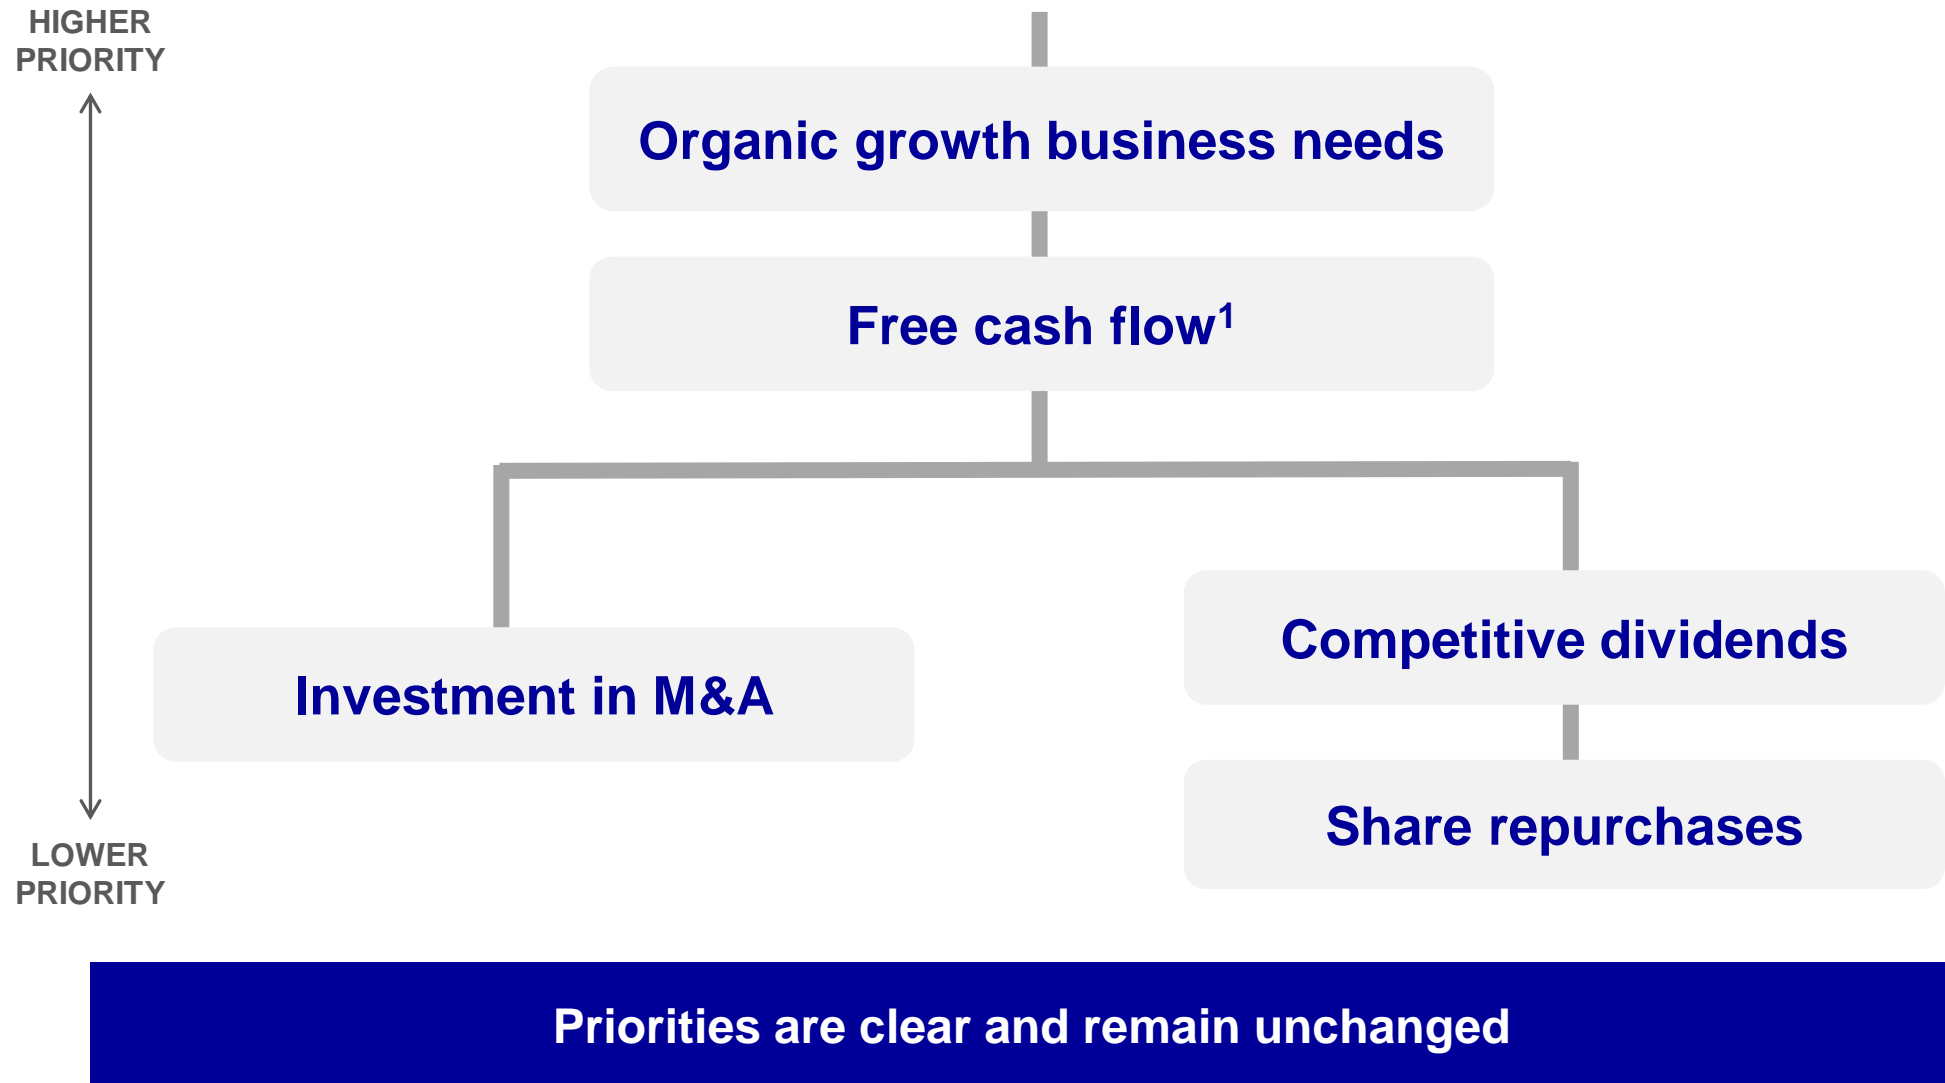 HIGHER
PRIORITY
Organic growth business needs
Free cash flow¹
Competitive dividends
Investment in M&A
Share repurchases
LOWER
PRIORITY
Priorities are clear and remain unchanged